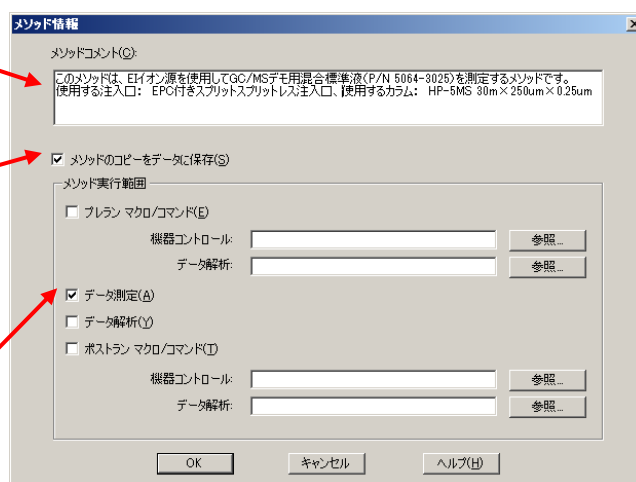 メソッド情報
メソッドコメント(C):
このメソッドは、EIイオン源を使用してGC/MSデモ用混合標準液(P/N 5064-3025)を測定するメソッドです。
使用する注入口: EPC付きスプリットスプリットレス注入口、使用するカラム: HP-5MS 30m×250um×0.25um
メソッドのコピーをデータに保存(S)
メソッド実行範囲
プレラン マクロ/コマンド(E)
機器コントロール: 参照...
データ解析: 参照...
データ測定(A)
データ解析(Y)
ポストラン マクロ/コマンド(T)
機器コントロール: 参照...
データ解析: 参照...
OK キャンセル ヘルプ(H)